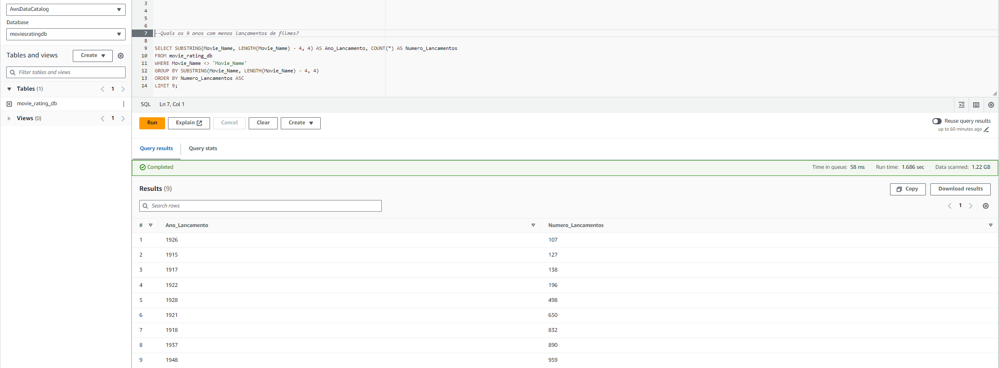 AwsDataCatalog
Database
moviesratingdb
Tables and views
Create
Filter tables and views
Tables (1)
1
movie_rating_db
Views (0)
1
3
4
5
6
7 --Quais os 9 anos com menos lançamentos de filmes?
8
9 SELECT SUBSTRING(Movie_Name, LENGTH(Movie_Name) - 4, 4) AS Ano_Lancamento, COUNT(*) AS Numero_Lancamentos
10 FROM movie_rating_db
11 WHERE Movie_Name <> 'Movie_Name'
12 GROUP BY SUBSTRING(Movie_Name, LENGTH(Movie_Name) - 4, 4)
13 ORDER BY Numero_Lancamentos ASC
14 LIMIT 9;
SQL Ln 7, Col 1
Run Explain Cancel Clear Create
Reuse query results
up to 60 minutes ago
Query results Query stats
Completed Time in queue: 58 ms Run time: 1.686 sec Data scanned: 1.22 GB
Results (9)
Copy Download results
Search rows
1
# Ano_Lancamento Numero_Lancamentos
1 1926 107
2 1915 127
3 1917 138
4 1922 196
5 1928 498
6 1921 650
7 1918 832
8 1937 890
9 1948 959